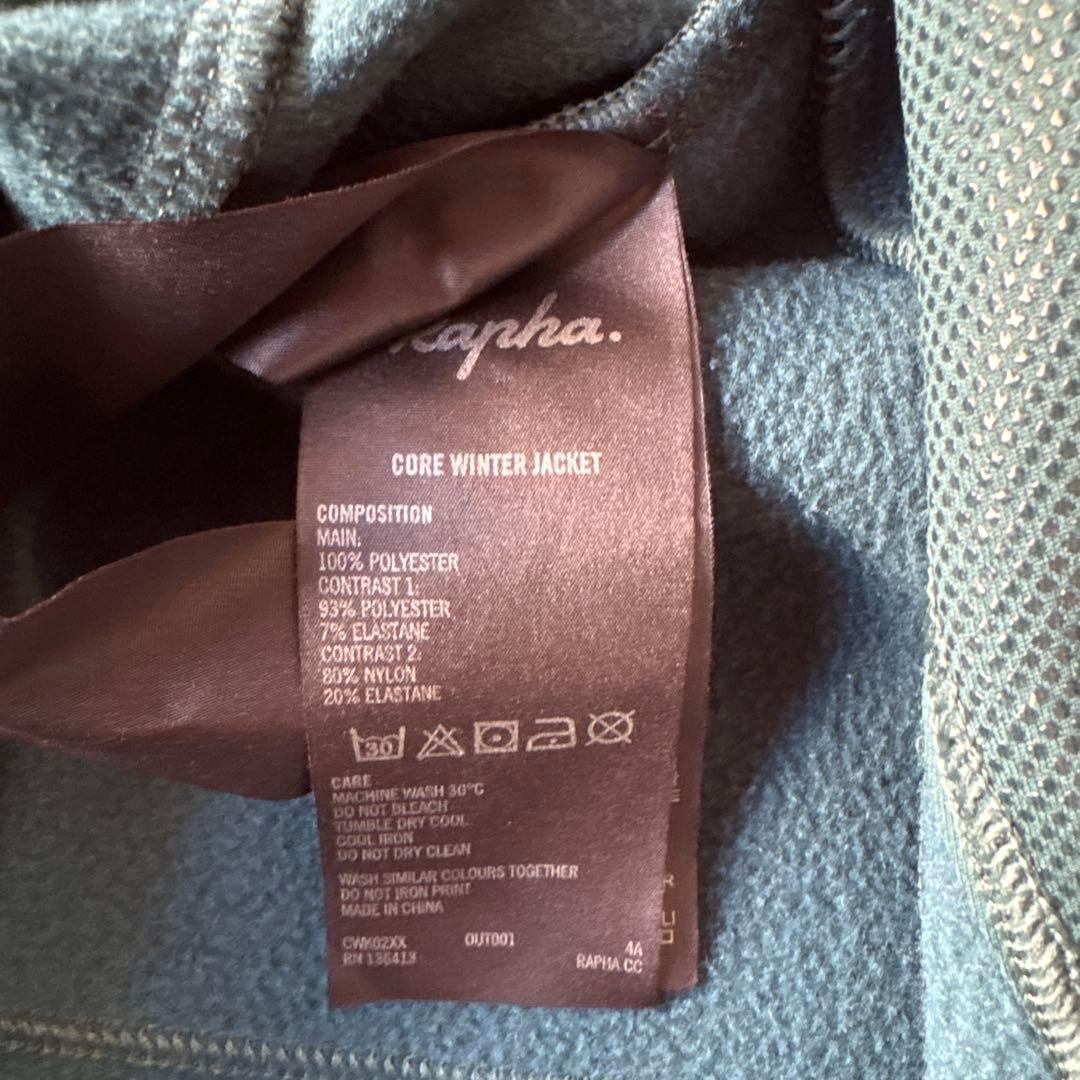 Rapha.
CORE WINTER JACKET
COMPOSITION
MAIN:
100% POLYESTER
CONTRAST 1:
93% POLYESTER
7% ELASTANE
CONTRAST 2:
80% NYLON
20% ELASTANE
30
CARE
MACHINE WASH 30°C
DO NOT BLEACH
TUMBLE DRY COOL
COOL IRON
DO NOT DRY CLEAN
WASH SIMILAR COLOURS TOGETHER
DO NOT IRON PRINT
MADE IN CHINA
CWK02XX OUT001 4A
RN 136413 RAPHA CC